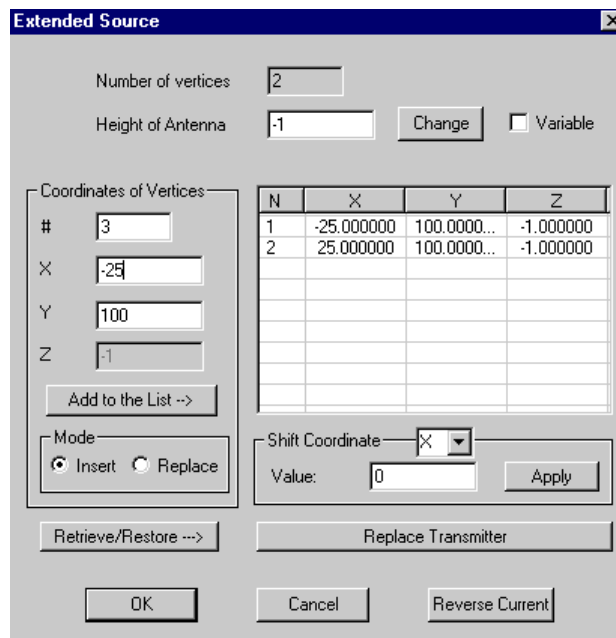 Extended Source
Number of vertices 2
Height of Antenna -1 Change Variable
Coordinates of Vertices
# 3
X -25
Y 100
Z -1
Add to the List -->
Mode
Insert Replace
N X Y Z
1 -25.000000 100.0000... -1.000000
2 25.000000 100.0000... -1.000000
Shift Coordinate X
Value: 0 Apply
Retrieve/Restore --->
Replace Transmitter
OK Cancel Reverse Current